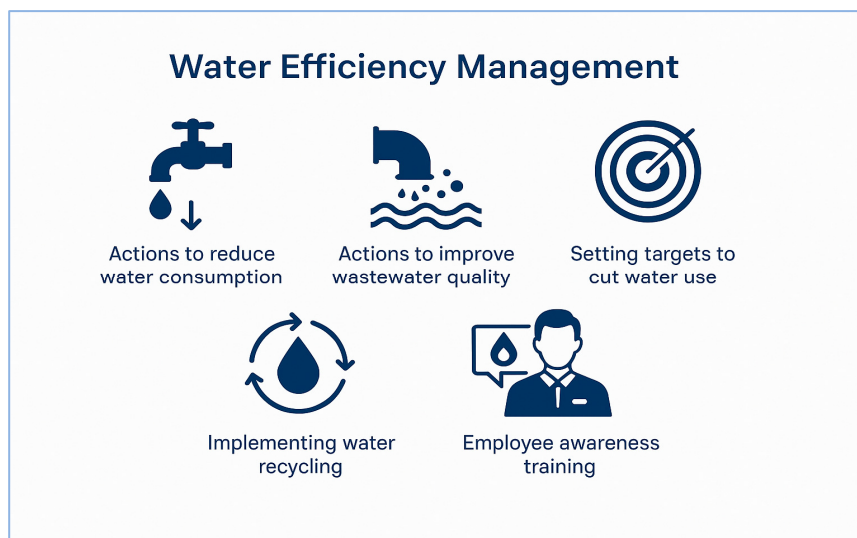 Water Efficiency Management
Actions to reduce
water consumption
Actions to improve
wastewater quality
Setting targets to
cut water use
Implementing water
recycling
Employee awareness
training